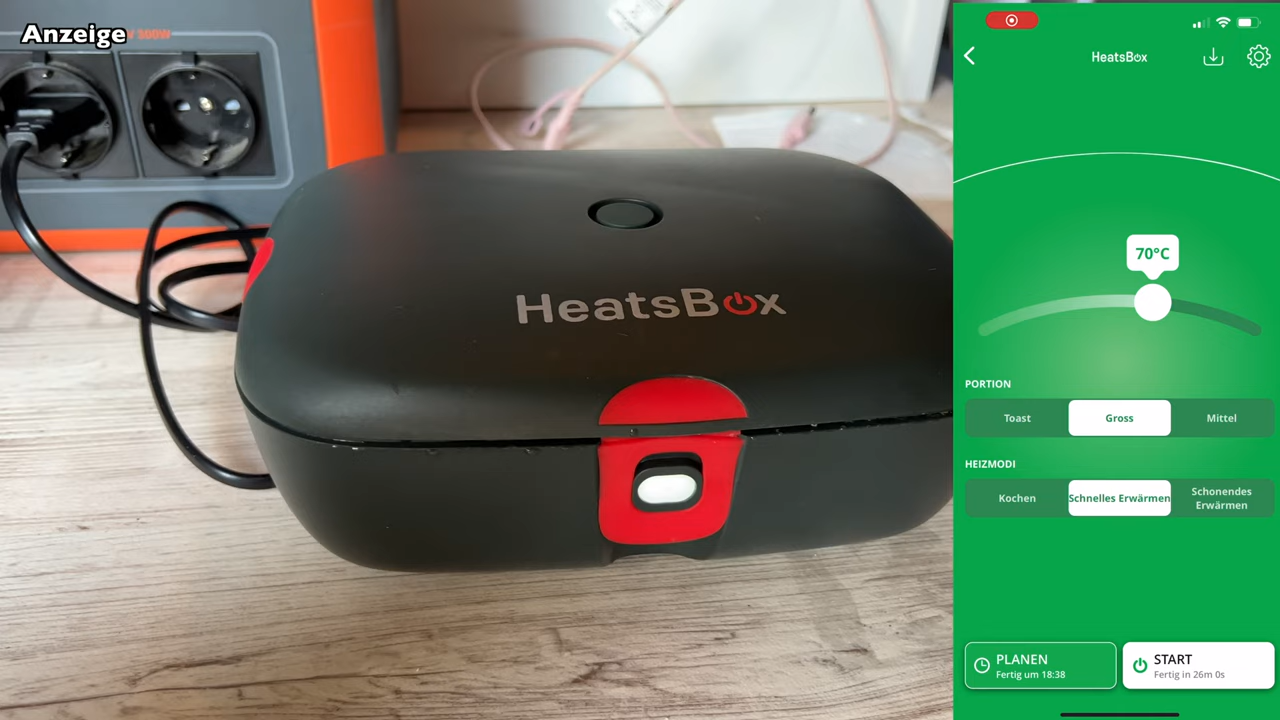 Anzeige
300W
HeatsBox
HeatsBox
70°C
PORTION
Toast
Gross
Mittel
HEIZMODI
Kochen
Schnelles Erwärmen
Schonendes
Erwärmen
PLANEN
Fertig um 18:38
START
Fertig in 26m 0s